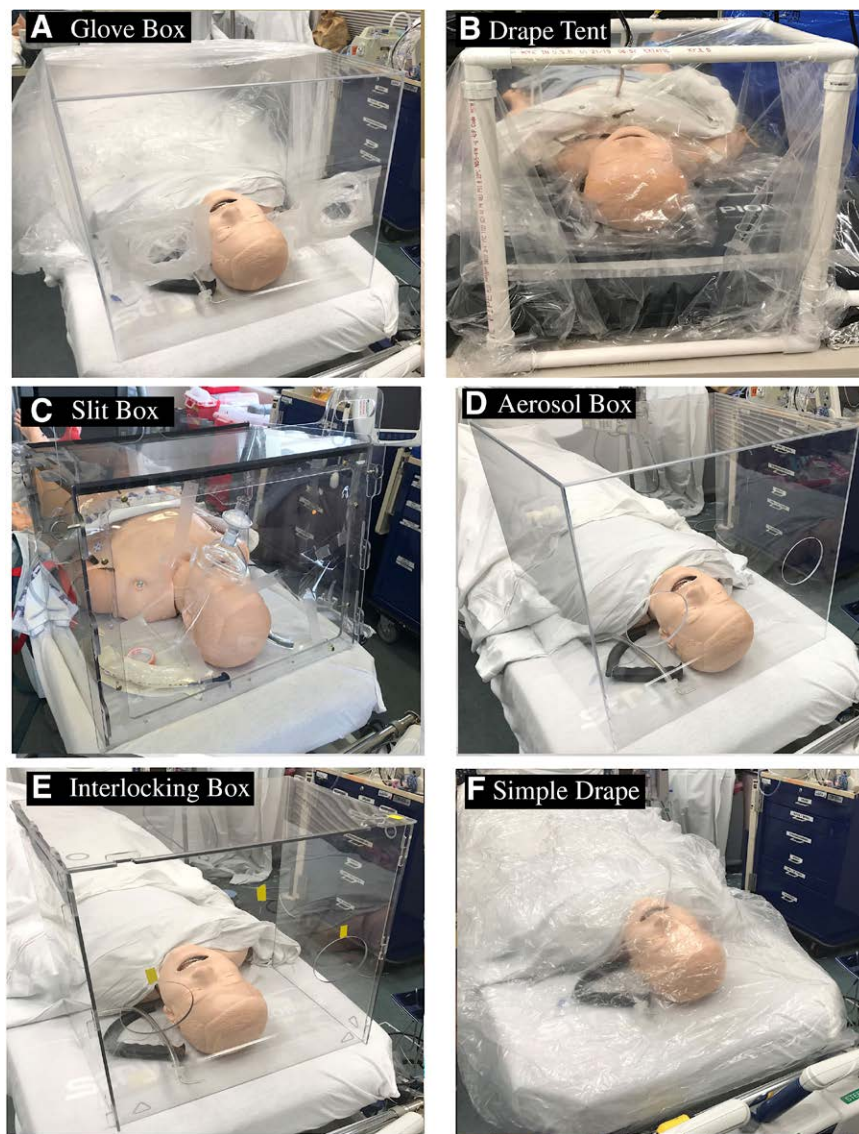 A Glove Box
B Drape Tent
C Slit Box
D Aerosol Box
E Interlocking Box
F Simple Drape